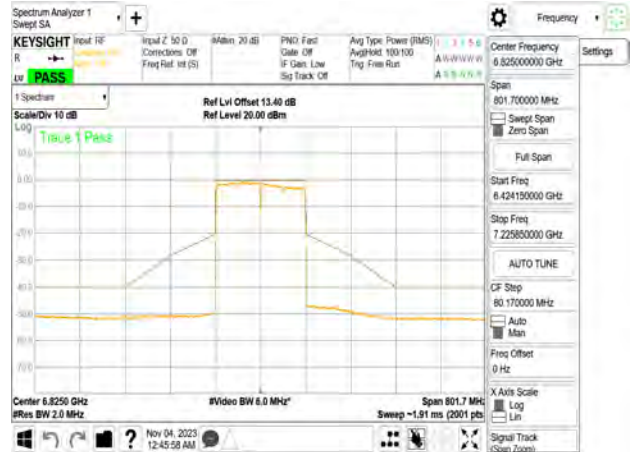 Spectrum Analyzer 1
Swept SA
+
Frequency
KEYSIGHT
R
PASS
Input: RF
Input Z: 50 Ω
Corrections: Off
Freq Ref: Int (S)
#Atten: 20 dB
PNO: Fast
Gate: Off
IF Gain: Low
Sig Track: Off
Avg Type: Power (RMS)
Avg|Hold: 100/100
Trig: Free Run
1 Spectrum
Scale/Div 10 dB
Ref Lvl Offset 13.40 dB
Ref Level 20.00 dBm
Log
Trace 1 Pass
Center 6.8250 GHz
#Res BW 2.0 MHz
#Video BW 6.0 MHz*
Span 801.7 MHz
Sweep ~1.91 ms (2001 pts
?
Nov 04, 2023
12:45:58 AM
Center Frequency
6.825000000 GHz
Settings
Span
801.700000 MHz
Swept Span
Zero Span
Full Span
Start Freq
6.424150000 GHz
Stop Freq
7.225850000 GHz
AUTO TUNE
CF Step
80.170000 MHz
Auto
Man
Freq Offset
0 Hz
X Axis Scale
Log
Lin
Signal Track
(Span Zoom)